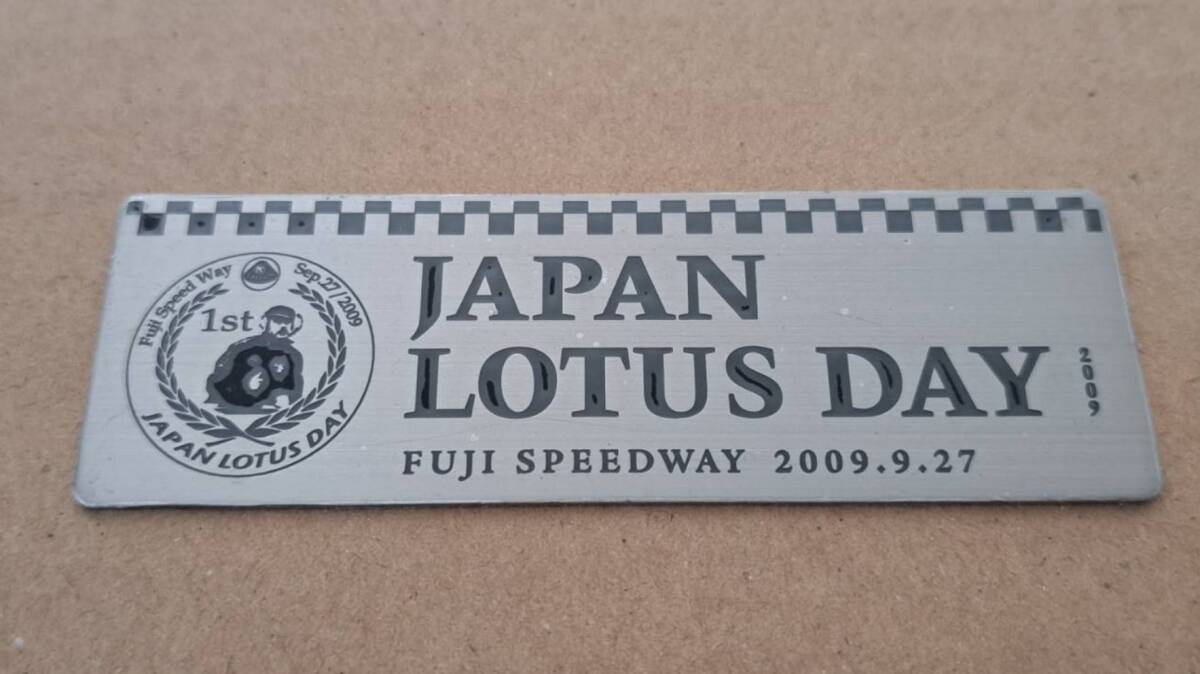 Fuji Speed Way
Sep.27/2009
1st
JAPAN LOTUS DAY
JAPAN
LOTUS DAY
2009
FUJI SPEEDWAY 2009.9.27